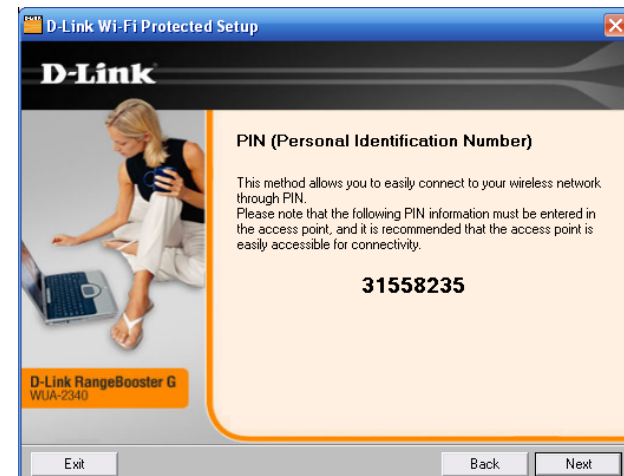 D-Link Wi-Fi Protected Setup
D-Link
PIN (Personal Identification Number)
This method allows you to easily connect to your wireless network
through PIN.
Please note that the following PIN information must be entered in
the access point, and it is recommended that the access point is
easily accessible for connectivity.
31558235
D-Link RangeBooster G
WUA-2340
Exit
Back
Next